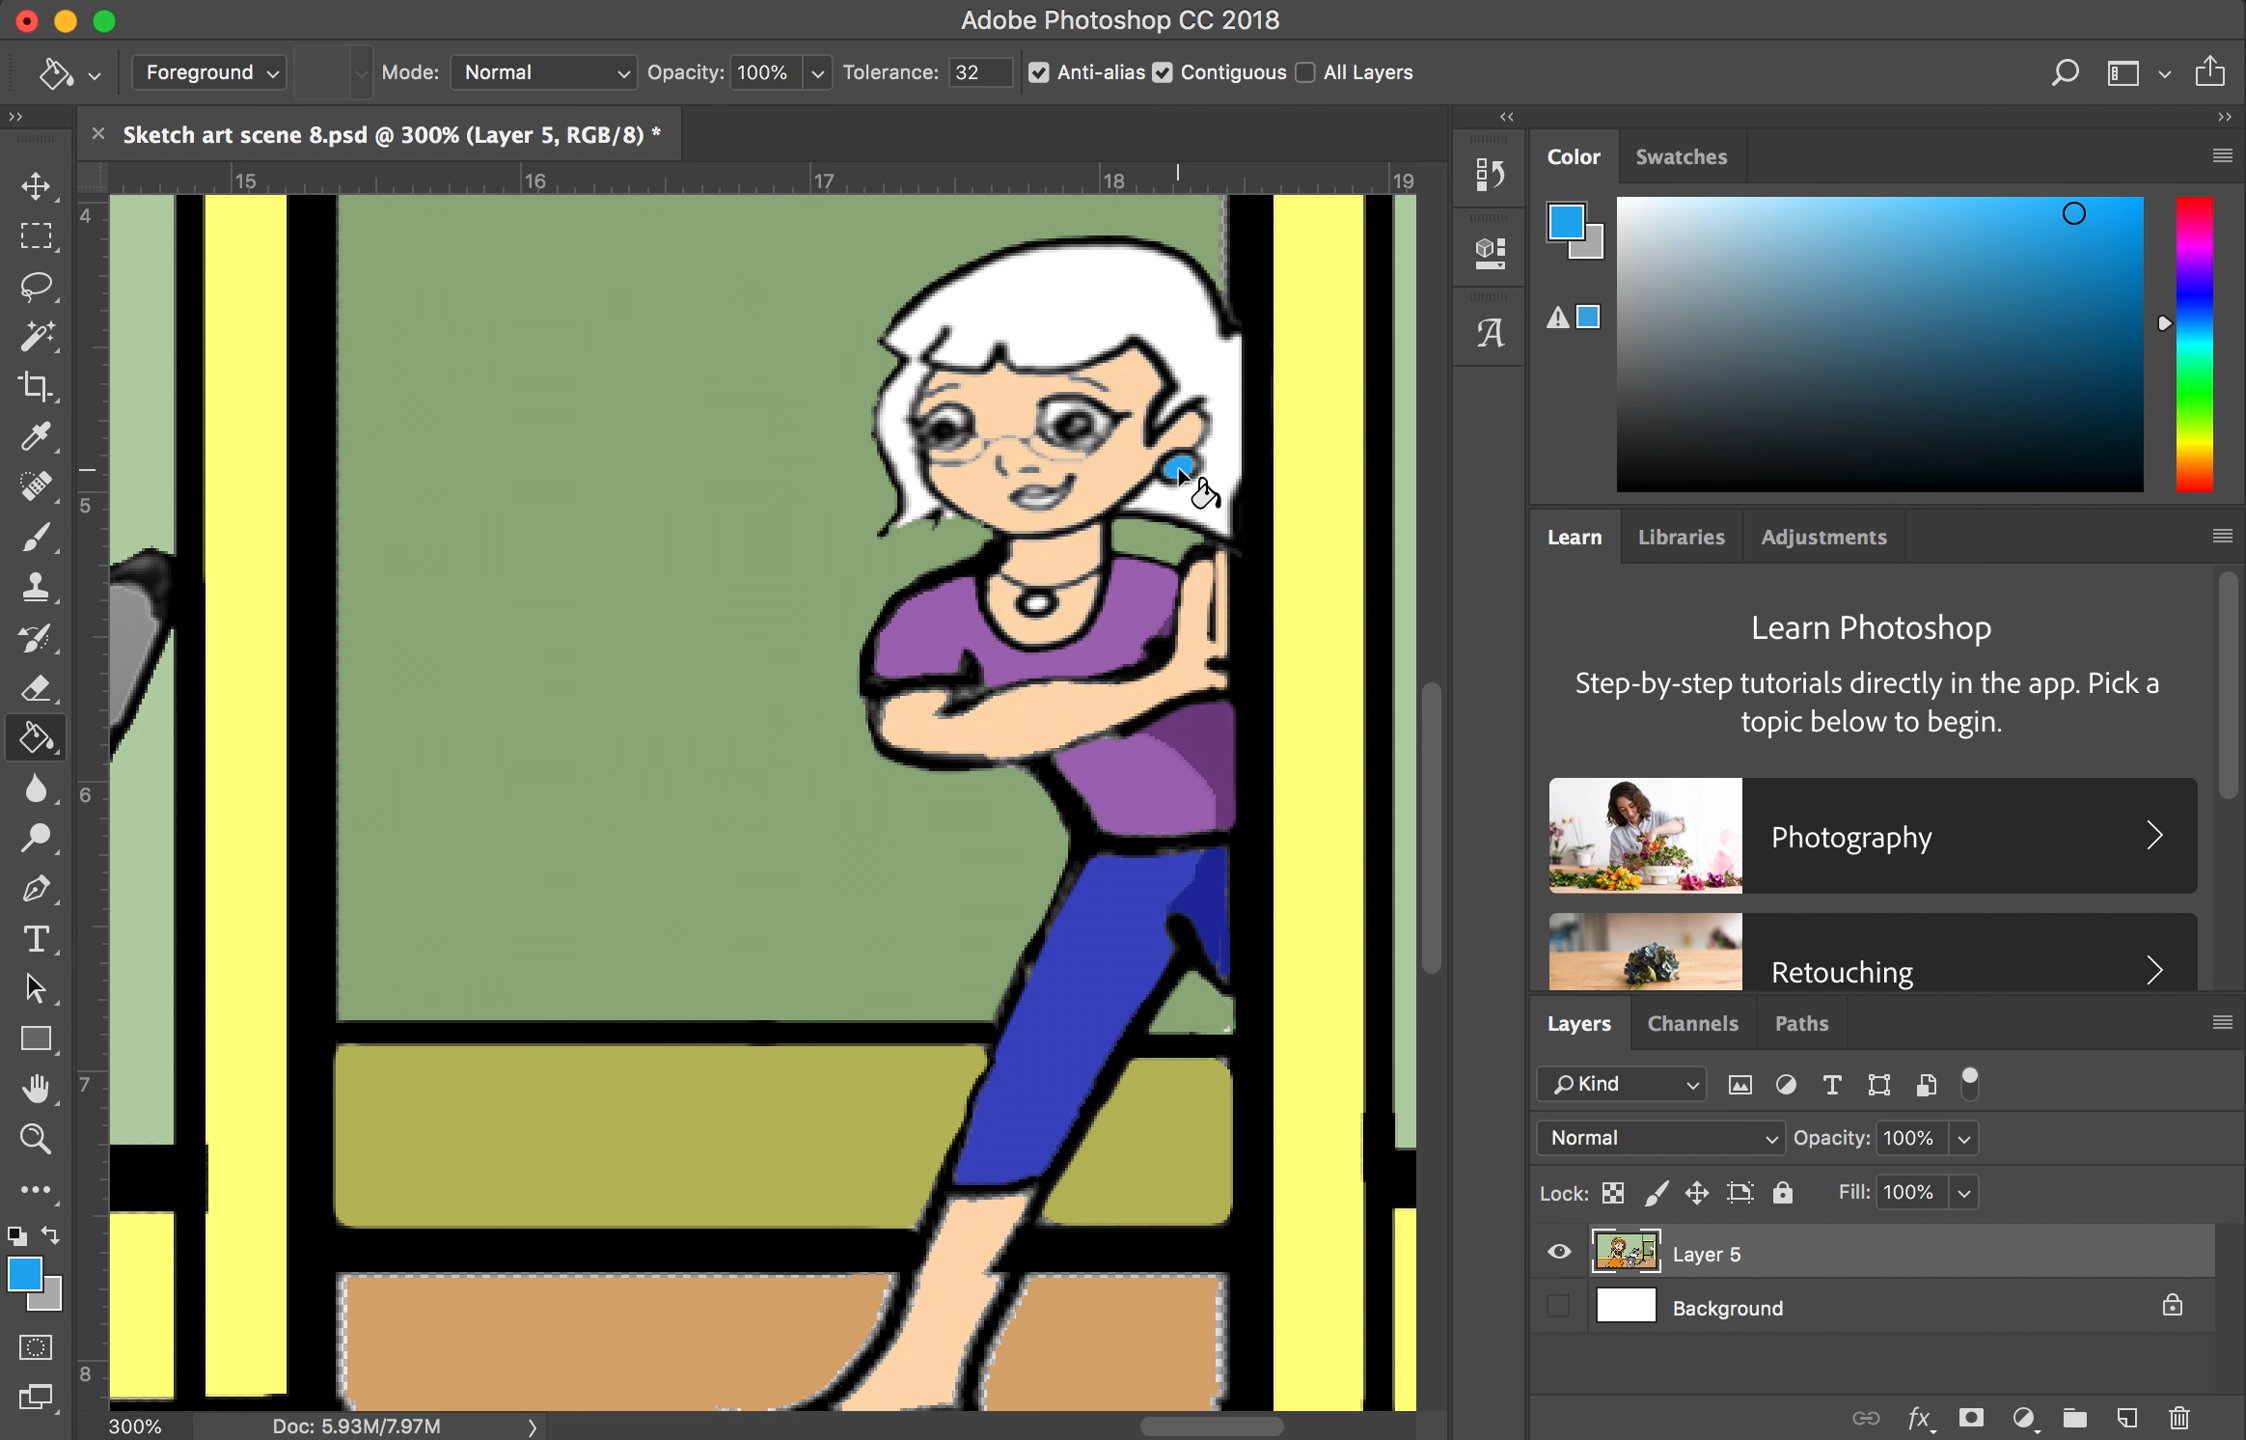 Adobe Photoshop CC 2018
Foreground Mode: Normal Opacity: 100% Tolerance: 32 Anti-alias Contiguous All Layers
Sketch art scene 8.psd @ 300% (Layer 5, RGB/8) *
15 16 17 18 19
4
5
6
7
8
Color Swatches
Learn Libraries Adjustments
Learn Photoshop
Step-by-step tutorials directly in the app. Pick a
topic below to begin.
Photography
Retouching
Layers Channels Paths
Kind
Normal Opacity: 100%
Lock: Fill: 100%
Layer 5
Background
fx
300% Doc: 5.93M/7.97M